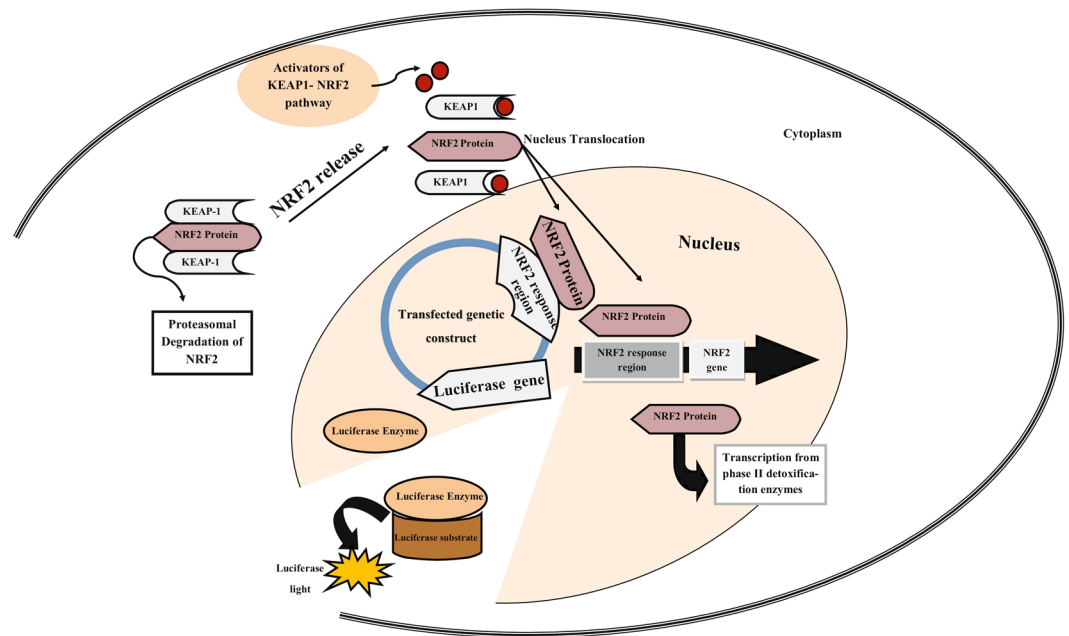 Activators of
KEAP1- NRF2
pathway
KEAP1
NRF2 Protein
KEAP1
Nucleus Translocation
Cytoplasm
NRF2 release
KEAP-1
NRF2 Protein
KEAP-1
Proteasomal
Degradation of
NRF2
Nucleus
NRF2 Protein
NRF2 response
region
Transfected genetic
construct
Luciferase gene
NRF2 Protein
NRF2 response
region
NRF2
gene
NRF2 Protein
Transcription from
phase II detoxifica-
tion enzymes
Luciferase Enzyme
Luciferase Enzyme
Luciferase substrate
Luciferase
light